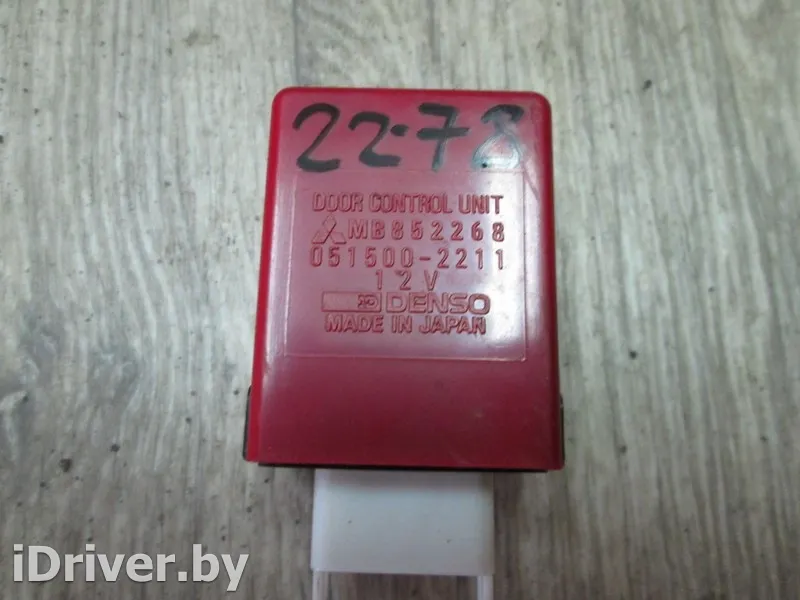 22-78
DOOR CONTROL UNIT
MB852268
051500-2211
12V
DENSO
MADE IN JAPAN
iDriver.by